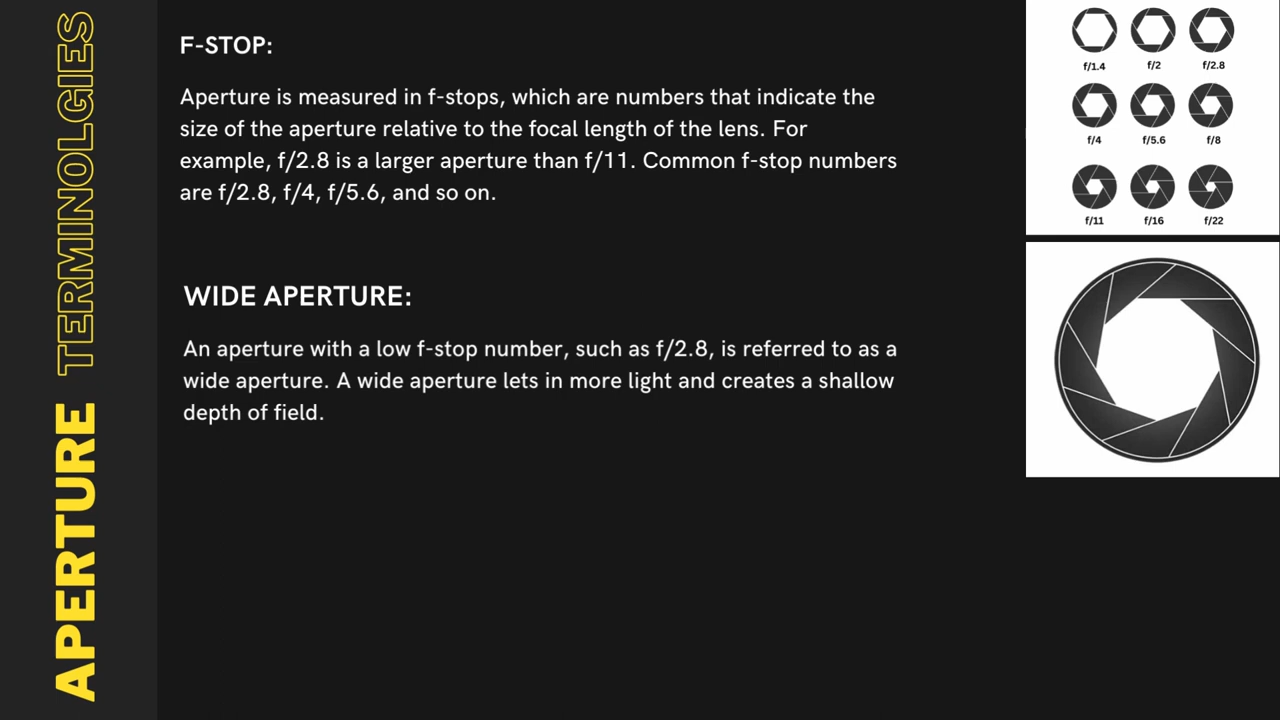 APERTURE TERMINOLGIES
F-STOP:
Aperture is measured in f-stops, which are numbers that indicate the
size of the aperture relative to the focal length of the lens. For
example, f/2.8 is a larger aperture than f/11. Common f-stop numbers
are f/2.8, f/4, f/5.6, and so on.
WIDE APERTURE:
An aperture with a low f-stop number, such as f/2.8, is referred to as a
wide aperture. A wide aperture lets in more light and creates a shallow
depth of field.
f/1.4 f/2 f/2.8
f/4 f/5.6 f/8
f/11 f/16 f/22